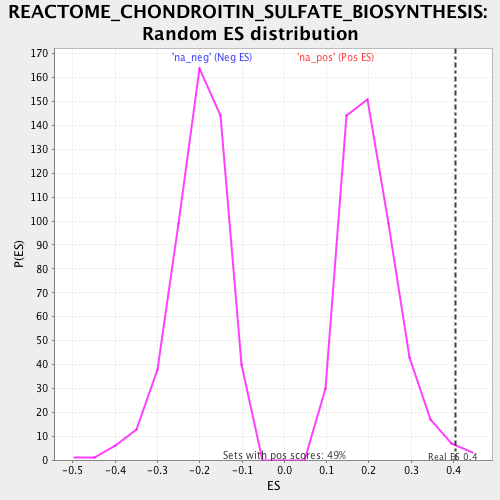 REACTOME_CHONDROITIN_SULFATE_BIOSYNTHESIS:
Random ES distribution
'na_neg' (Neg ES) 'na_pos' (Pos ES)
170
160
150
140
130
120
110
100
90
80
70
60
50
40
30
20
10
0
P(ES)
Sets with pos scores: 49%
Real ES 0.4
-0.5 -0.4 -0.3 -0.2 -0.1 0.0 0.1 0.2 0.3 0.4
ES